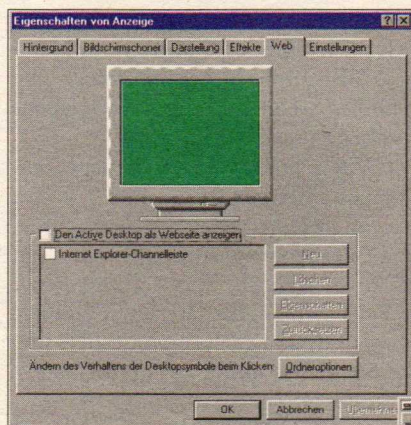 Eigenschaften von Anzeige
Hintergrund Bildschirmschoner Darstellung Effekte Web Einstellungen
Den Active Desktop als Webseite anzeigen
Internet Explorer-Channelleiste
Neu
Löschen
Eigenschaften
Zurücksetzen
Ändern des Verhaltens der Desktopsymbole beim Klicken: Ordneroptionen
OK Abbrechen